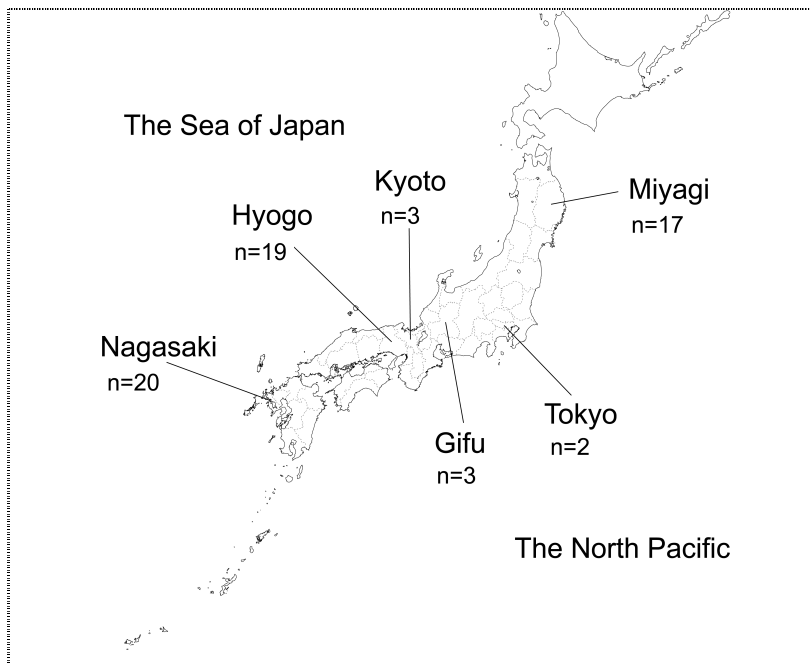 The Sea of Japan
Kyoto
n=3
Miyagi
n=17
Hyogo
n=19
Nagasaki
n=20
Tokyo
n=2
Gifu
n=3
The North Pacific